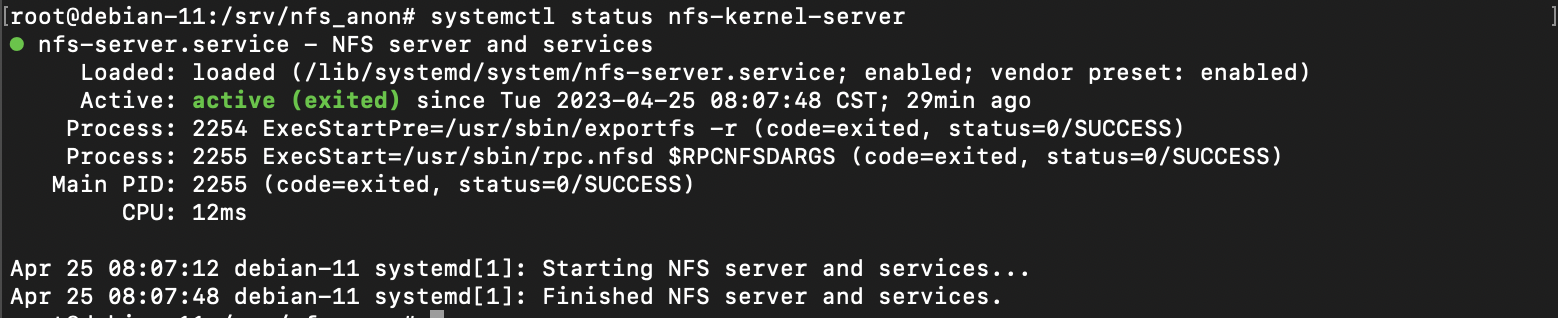 [root@debian-11:/srv/nfs_anon# systemctl status nfs-kernel-server ]
● nfs-server.service - NFS server and services
Loaded: loaded (/lib/systemd/system/nfs-server.service; enabled; vendor preset: enabled)
Active: active (exited) since Tue 2023-04-25 08:07:48 CST; 29min ago
Process: 2254 ExecStartPre=/usr/sbin/exportfs -r (code=exited, status=0/SUCCESS)
Process: 2255 ExecStart=/usr/sbin/rpc.nfsd $RPCNFSDARGS (code=exited, status=0/SUCCESS)
Main PID: 2255 (code=exited, status=0/SUCCESS)
CPU: 12ms
Apr 25 08:07:12 debian-11 systemd[1]: Starting NFS server and services...
Apr 25 08:07:48 debian-11 systemd[1]: Finished NFS server and services.